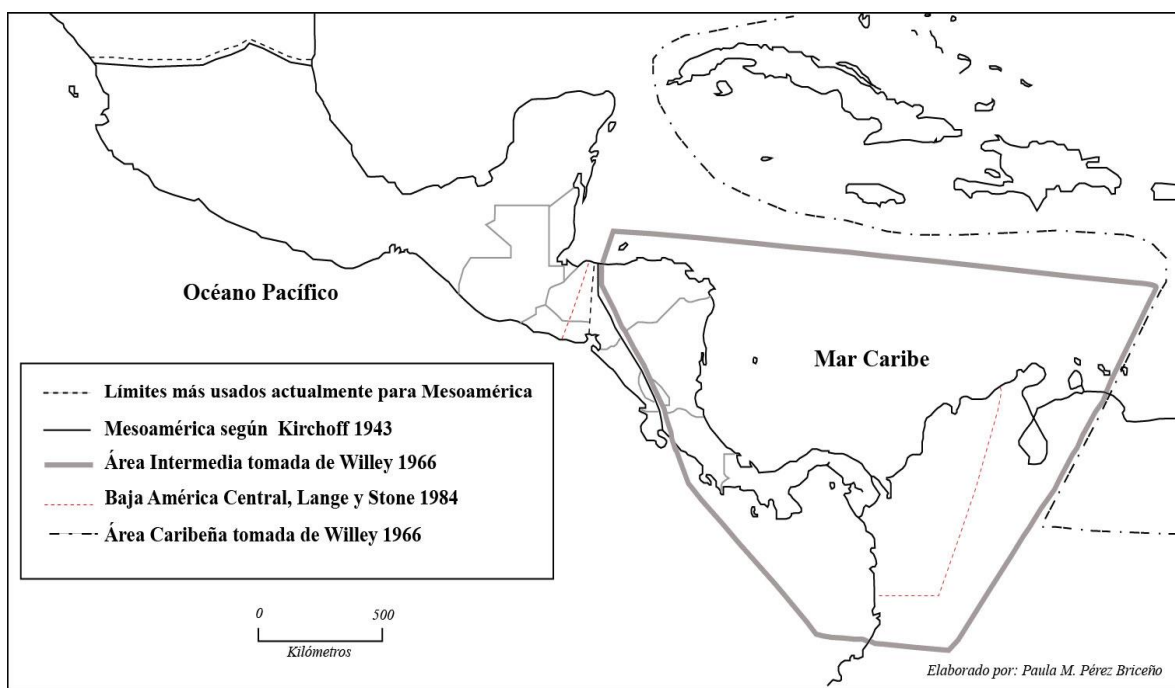 Océano Pacífico
Mar Caribe
Límites más usados actualmente para Mesoamérica
Mesoamérica según Kirchoff 1943
Área Intermedia tomada de Willey 1966
Baja América Central, Lange y Stone 1984
Área Caribeña tomada de Willey 1966
0 500
Kilómetros
Elaborado por: Paula M. Pérez Briceño